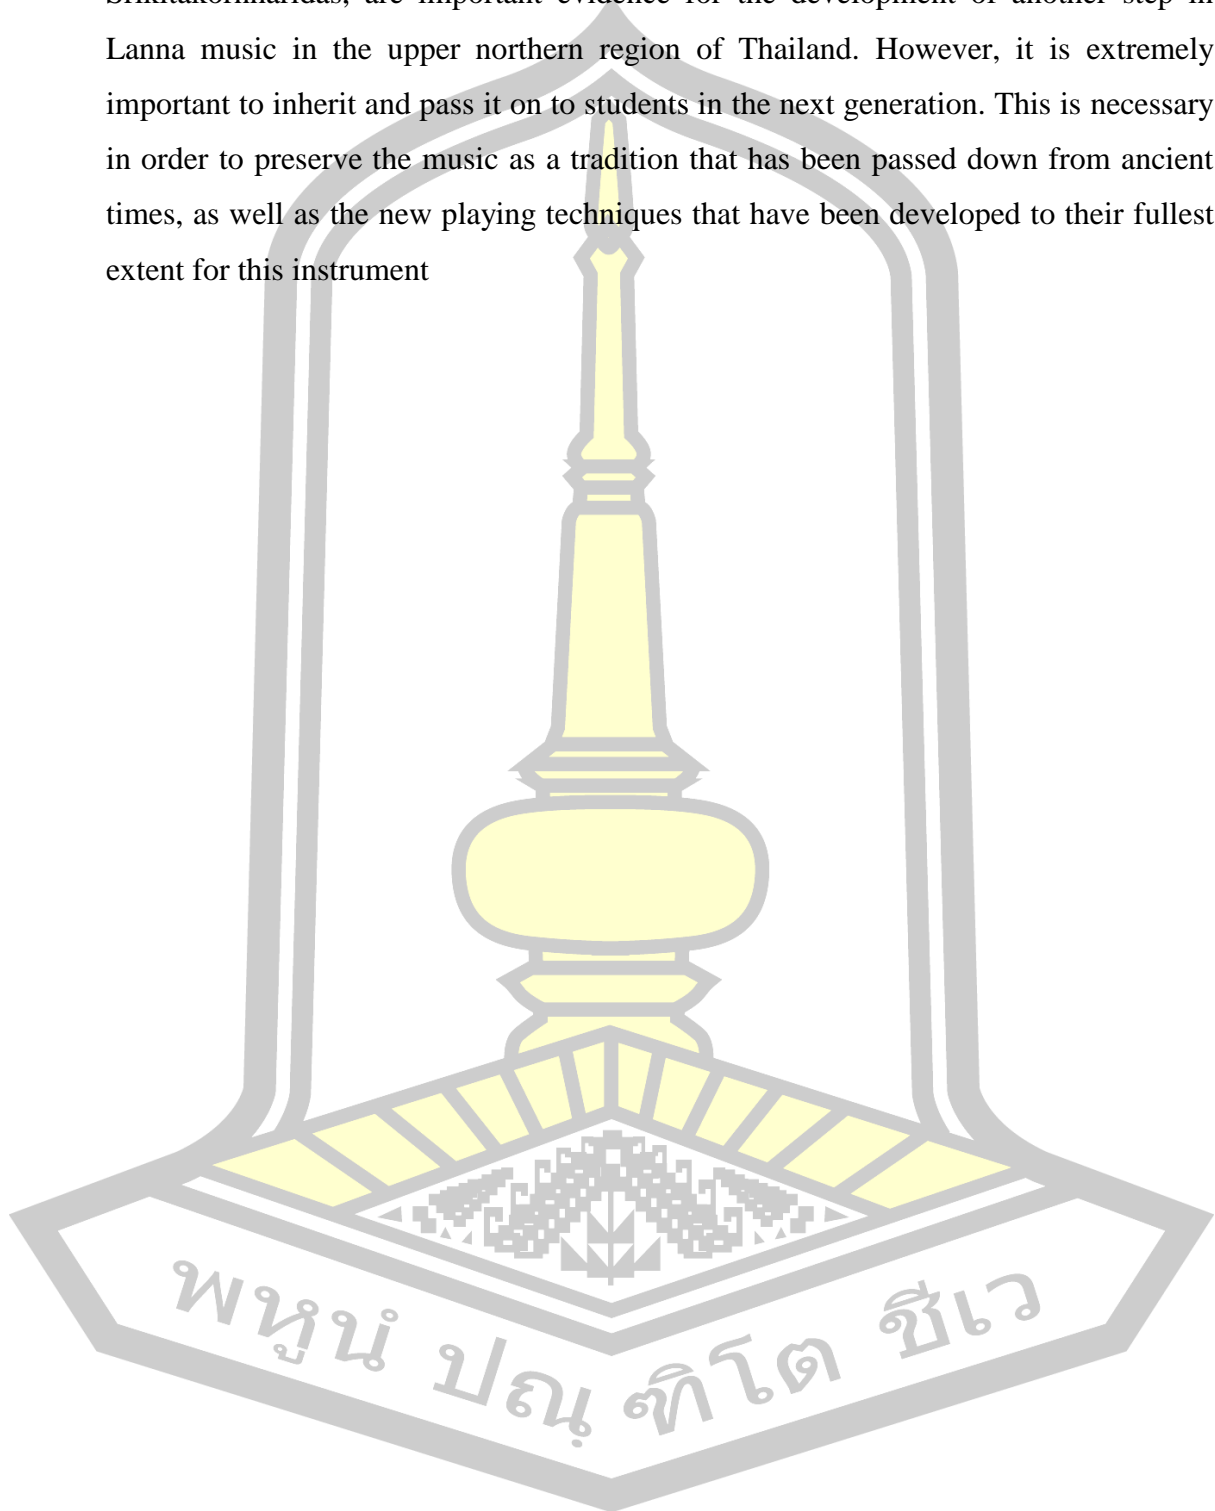 Srikitakornharidas, are important evidence for the development of another step in
Lanna music in the upper northern region of Thailand. However, it is extremely
important to inherit and pass it on to students in the next generation. This is necessary
in order to preserve the music as a tradition that has been passed down from ancient
times, as well as the new playing techniques that have been developed to their fullest
extent for this instrument
พหูนํ ปณฺฑิโต ชีเว